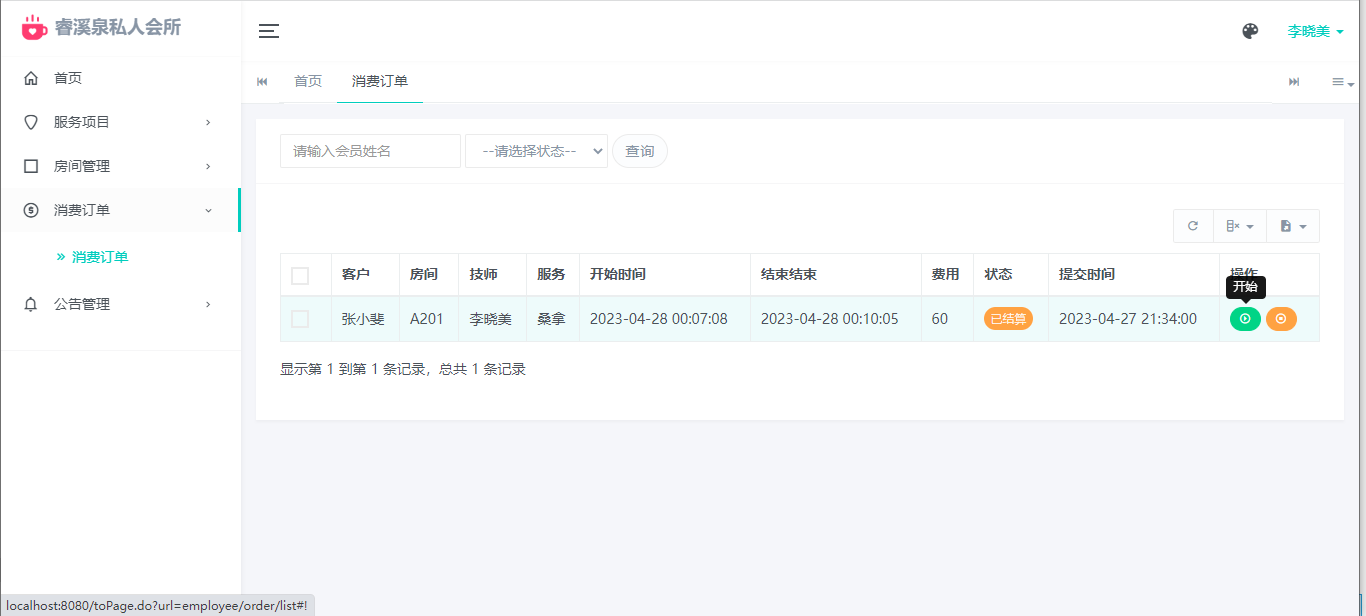 睿溪泉私人会所
李晓美
首页
服务项目
房间管理
消费订单
消费订单
公告管理
首页
消费订单
请输入会员姓名
--请选择状态--
查询
客户 房间 技师 服务 开始时间 结束结束 费用 状态 提交时间 操作
开始
张小斐 A201 李晓美 桑拿 2023-04-28 00:07:08 2023-04-28 00:10:05 60 已结算 2023-04-27 21:34:00
显示第 1 到第 1 条记录，总共 1 条记录
localhost:8080/toPage.do?url=employee/order/list#!